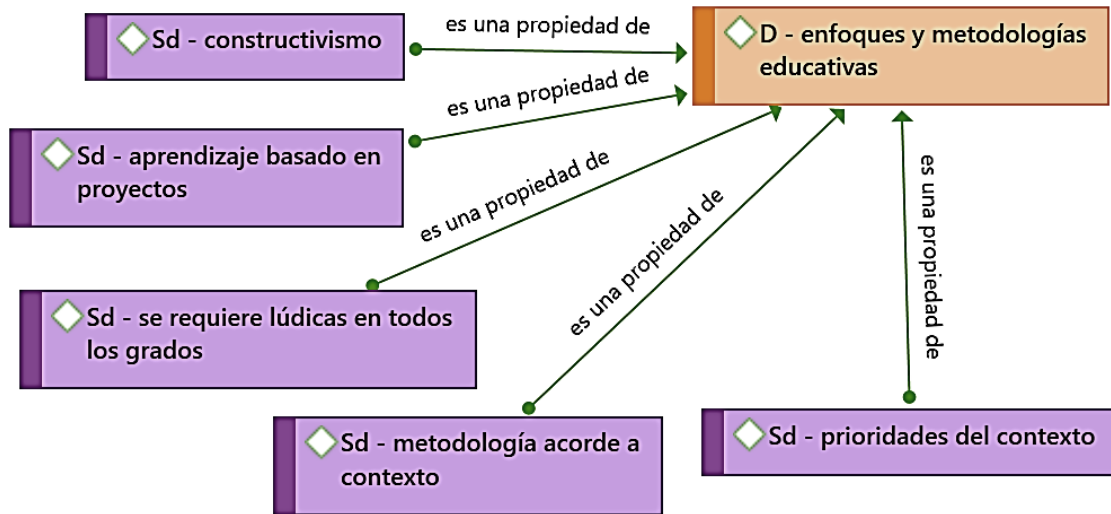 Sd - constructivismo
es una propiedad de
D - enfoques y metodologías
educativas
es una propiedad de
Sd - aprendizaje basado en
proyectos
es una propiedad de
es una propiedad de
es una propiedad de
Sd - se requiere lúdicas en todos
los grados
Sd - metodología acorde a
contexto
Sd - prioridades del contexto